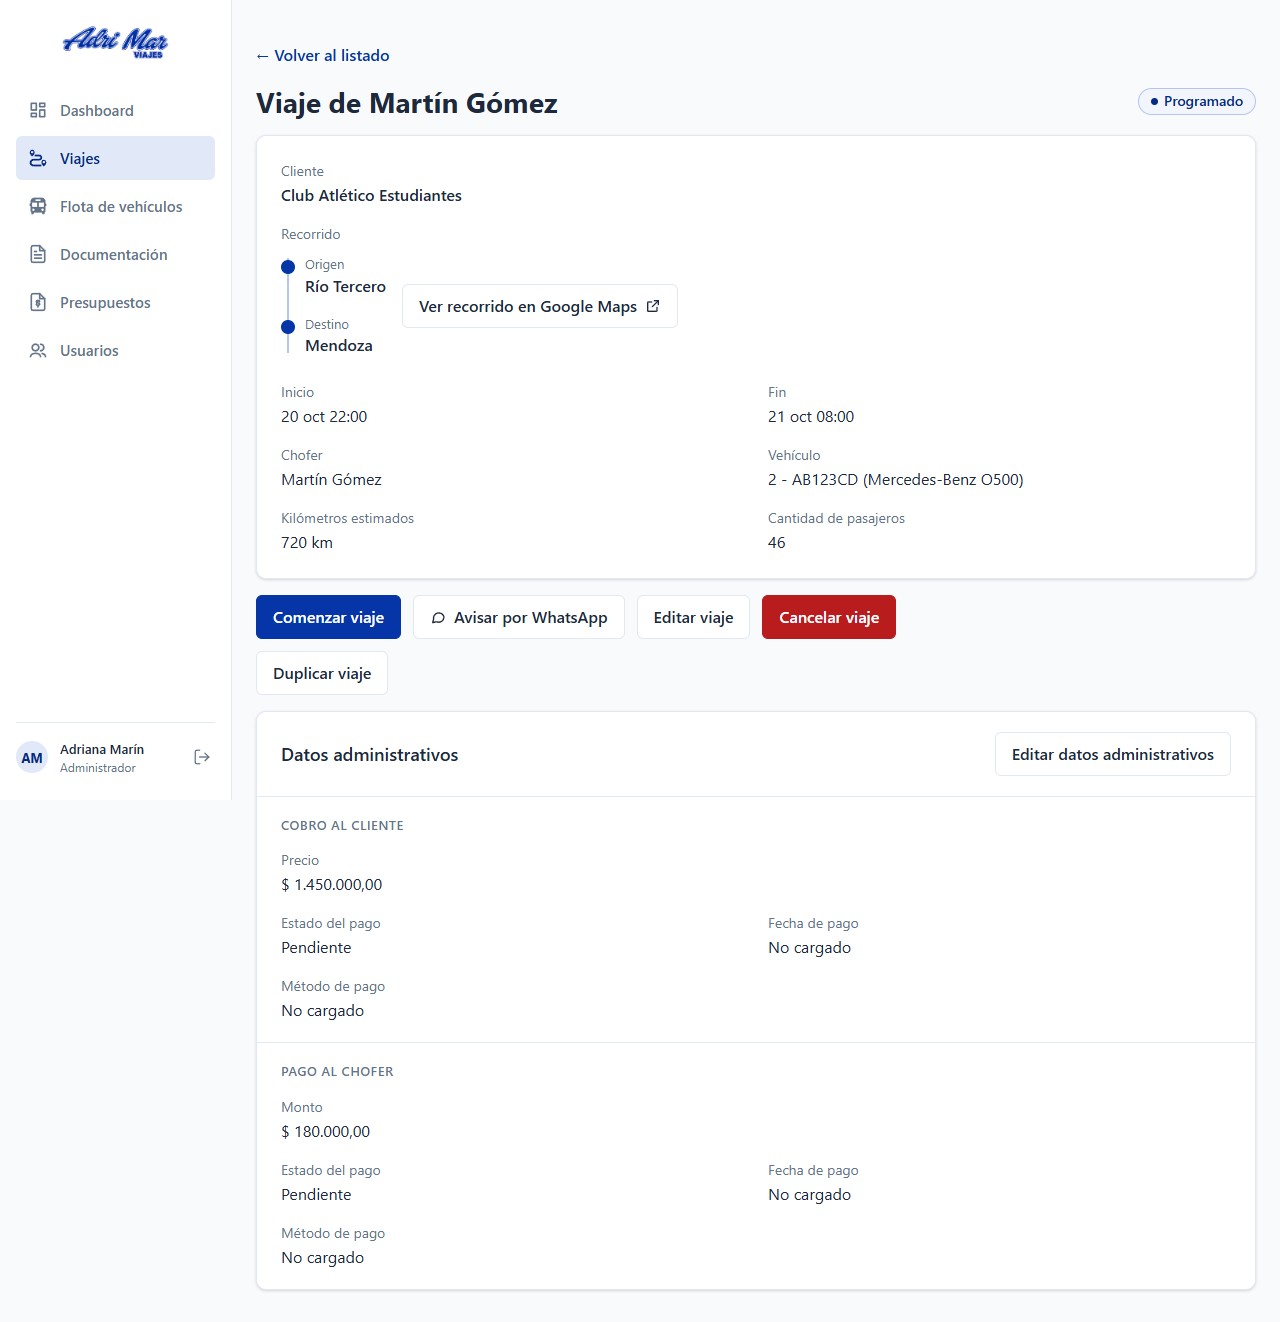 Adri Mar
VIAJES
Dashboard
Viajes
Flota de vehículos
Documentación
Presupuestos
Usuarios
AM
Adriana Marín
Administrador
← Volver al listado
Viaje de Martín Gómez
Programado
Cliente
Club Atlético Estudiantes
Recorrido
Origen
Río Tercero
Destino
Mendoza
Ver recorrido en Google Maps
Inicio
20 oct 22:00
Fin
21 oct 08:00
Chofer
Martín Gómez
Vehículo
2 - AB123CD (Mercedes-Benz O500)
Kilómetros estimados
720 km
Cantidad de pasajeros
46
Comenzar viaje
Avisar por WhatsApp
Editar viaje
Cancelar viaje
Duplicar viaje
Datos administrativos
Editar datos administrativos
COBRO AL CLIENTE
Precio
$ 1.450.000,00
Estado del pago
Pendiente
Fecha de pago
No cargado
Método de pago
No cargado
PAGO AL CHOFER
Monto
$ 180.000,00
Estado del pago
Pendiente
Fecha de pago
No cargado
Método de pago
No cargado